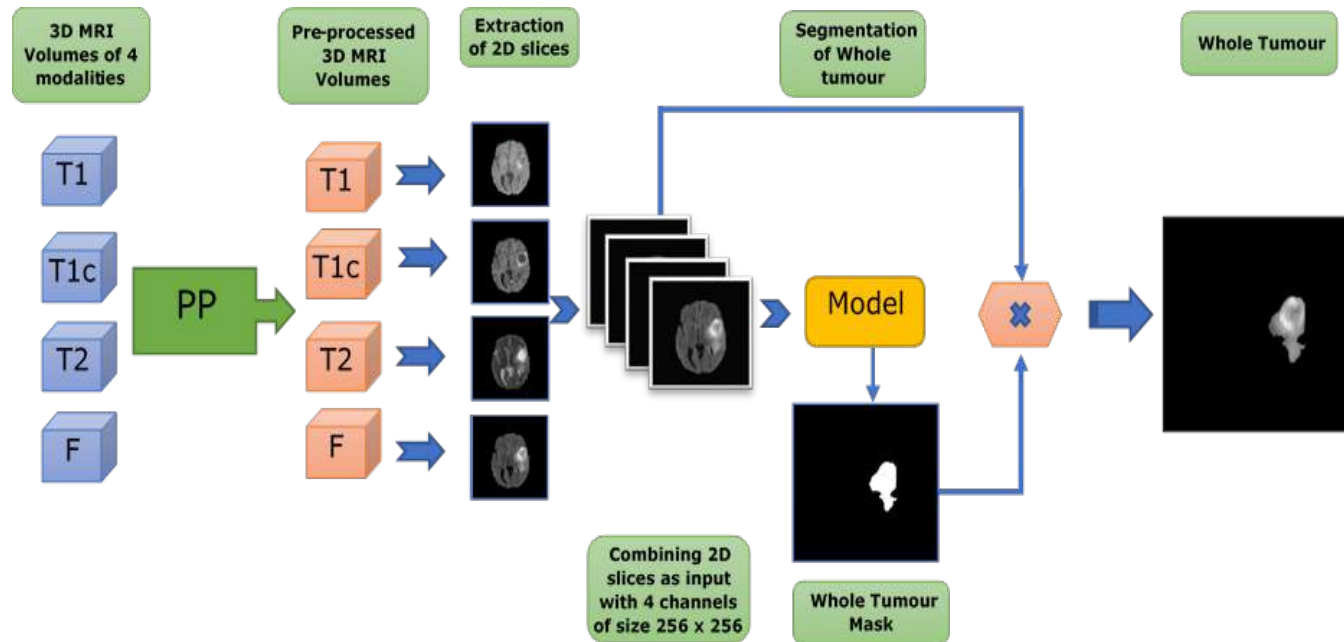 3D MRI
Volumes of 4
modalities
Pre-processed
3D MRI
Volumes
Extraction
of 2D slices
Segmentation
of Whole
tumour
Whole Tumour
T1
T1c
T2
F
PP
T1
T1c
T2
F
Model
Combining 2D
slices as input
with 4 channels
of size 256 x 256
Whole Tumour
Mask